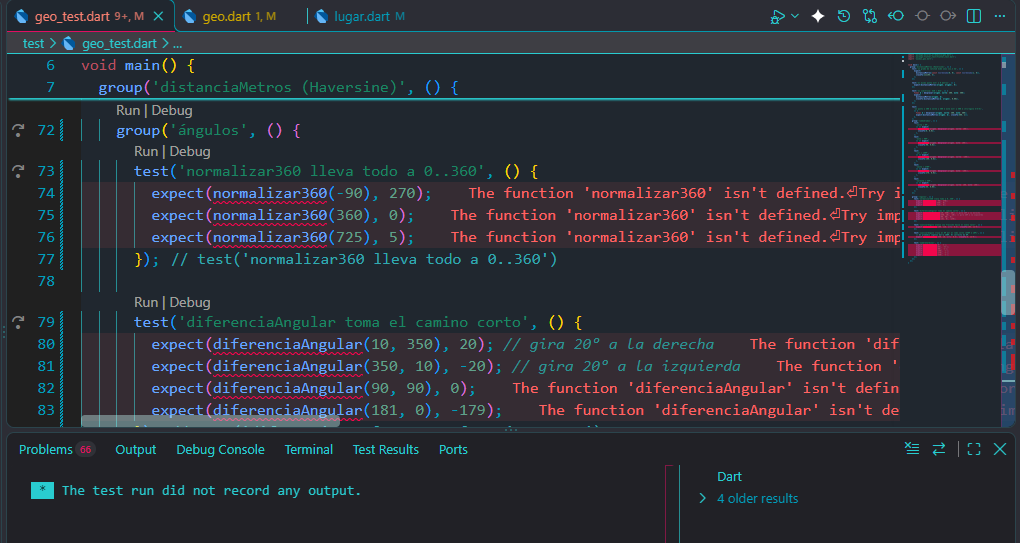 geo_test.dart 9+, M
geo.dart 1, M
lugar.dart M
test > geo_test.dart > ...
6 void main() {
7 group('distanciaMetros (Haversine)', () {
Run | Debug
72 group('ángulos', () {
Run | Debug
73 test('normalizar360 lleva todo a 0..360', () {
74 expect(normalizar360(-90), 270); The function 'normalizar360' isn't defined.⏎Try i
75 expect(normalizar360(360), 0); The function 'normalizar360' isn't defined.⏎Try imp
76 expect(normalizar360(725), 5); The function 'normalizar360' isn't defined.⏎Try imp
77 }); // test('normalizar360 lleva todo a 0..360')
78
Run | Debug
79 test('diferenciaAngular toma el camino corto', () {
80 expect(diferenciaAngular(10, 350), 20); // gira 20º a la derecha The function 'dif
81 expect(diferenciaAngular(350, 10), -20); // gira 20º a la izquierda The function '
82 expect(diferenciaAngular(90, 90), 0); The function 'diferenciaAngular' isn't defin
83 expect(diferenciaAngular(181, 0), -179); The function 'diferenciaAngular' isn't de
Problems 66 Output Debug Console Terminal Test Results Ports
* The test run did not record any output.
Dart
> 4 older results